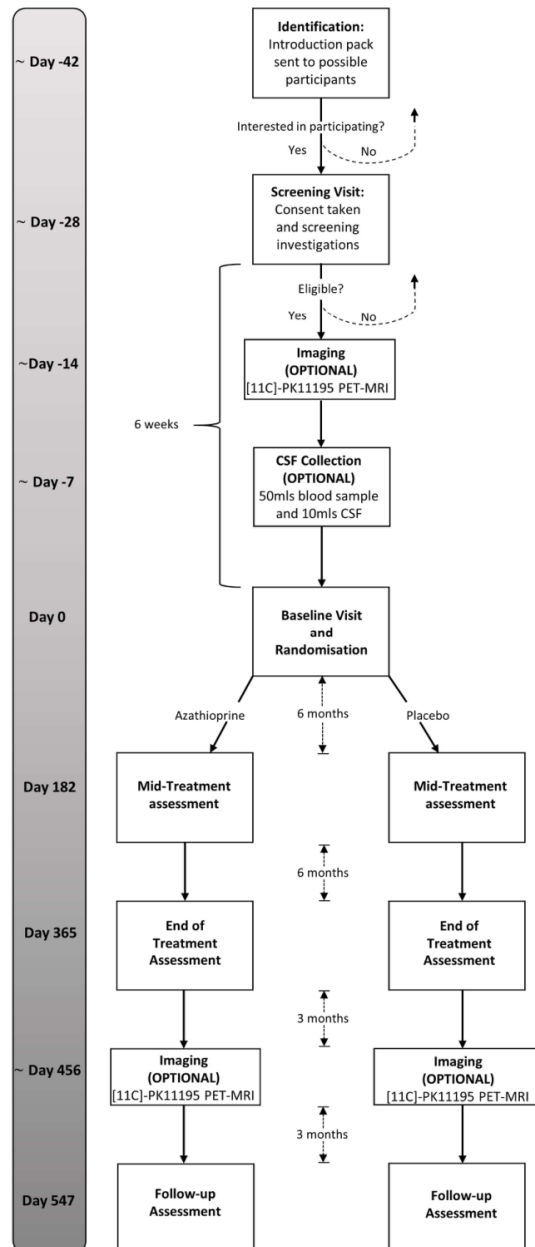 ~ Day -42
Identification:
Introduction pack
sent to possible
participants
Interested in participating?
Yes
No
~ Day -28
Screening Visit:
Consent taken
and screening
investigations
Eligible?
Yes
No
~Day -14
Imaging
(OPTIONAL)
[11C]-PK11195 PET-MRI
6 weeks
~ Day -7
CSF Collection
(OPTIONAL)
50mls blood sample
and 10mls CSF
Day 0
Baseline Visit
and
Randomisation
Azathioprine
6 months
Placebo
Day 182
Mid-Treatment
assessment
Mid-Treatment
assessment
6 months
Day 365
End of
Treatment
Assessment
End of
Treatment
Assessment
3 months
~ Day 456
Imaging
(OPTIONAL)
[11C]-PK11195 PET-MRI
Imaging
(OPTIONAL)
[11C]-PK11195 PET-MRI
3 months
Day 547
Follow-up
Assessment
Follow-up
Assessment